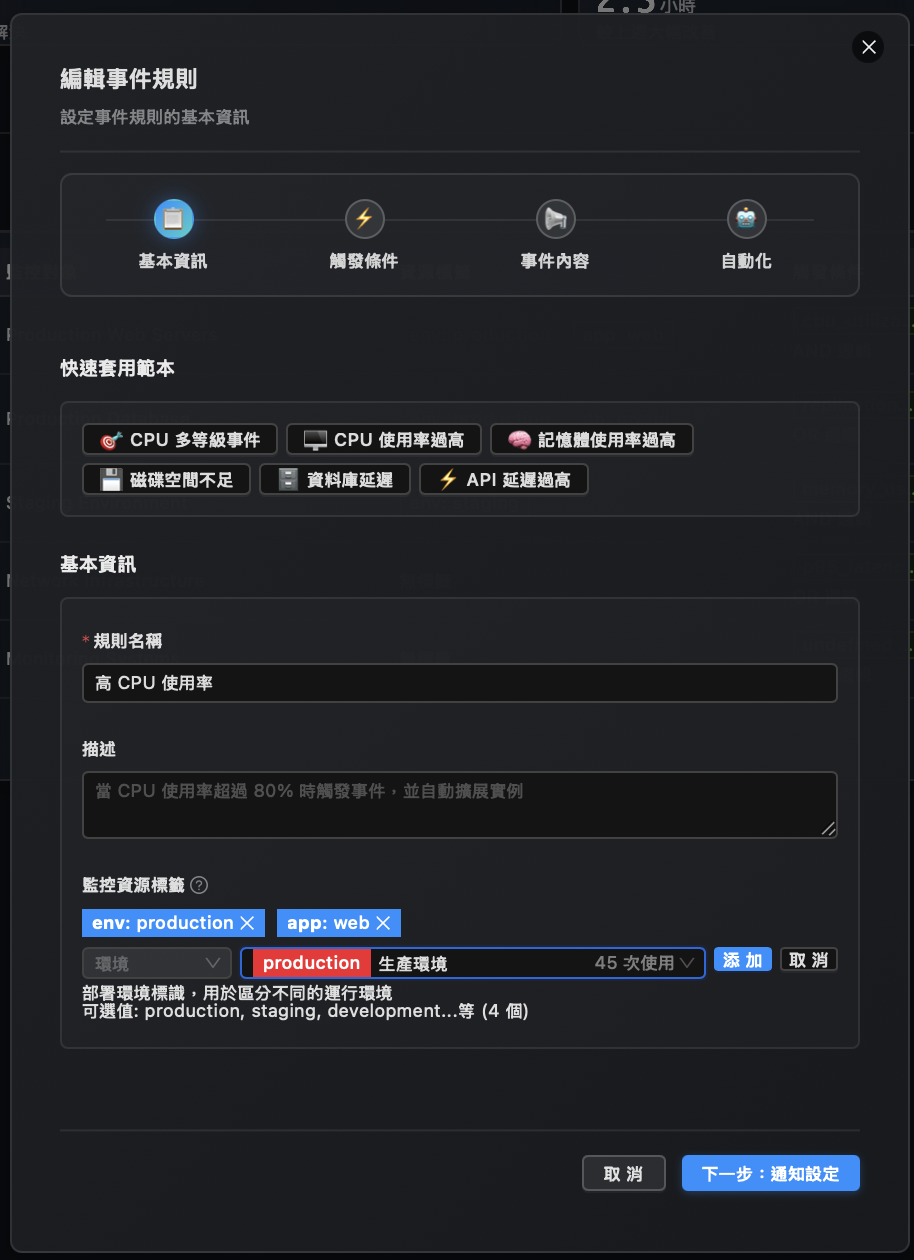 2.3小時
編輯事件規則
設定事件規則的基本資訊
基本資訊
觸發條件
事件內容
自動化
快速套用範本
CPU 多等級事件
CPU 使用率過高
記憶體使用率過高
磁碟空間不足
資料庫延遲
API 延遲過高
基本資訊
* 規則名稱
高 CPU 使用率
描述
當 CPU 使用率超過 80% 時觸發事件，並自動擴展實例
監控資源標籤 ?
env: production
app: web
環境
production 生產環境 45 次使用
添 加
取 消
部署環境標識，用於區分不同的運行環境
可選值: production, staging, development...等 (4 個)
取 消
下一步：通知設定